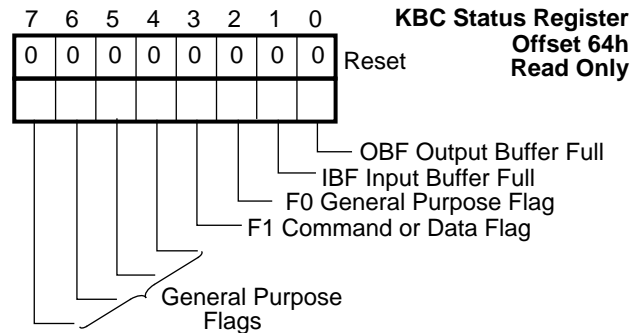 7 6 5 4 3 2 1 0
KBC Status Register
Offset 64h
Read Only
0 0 0 0 0 0 0 0 Reset
OBF Output Buffer Full
IBF Input Buffer Full
F0 General Purpose Flag
F1 Command or Data Flag
General Purpose
Flags